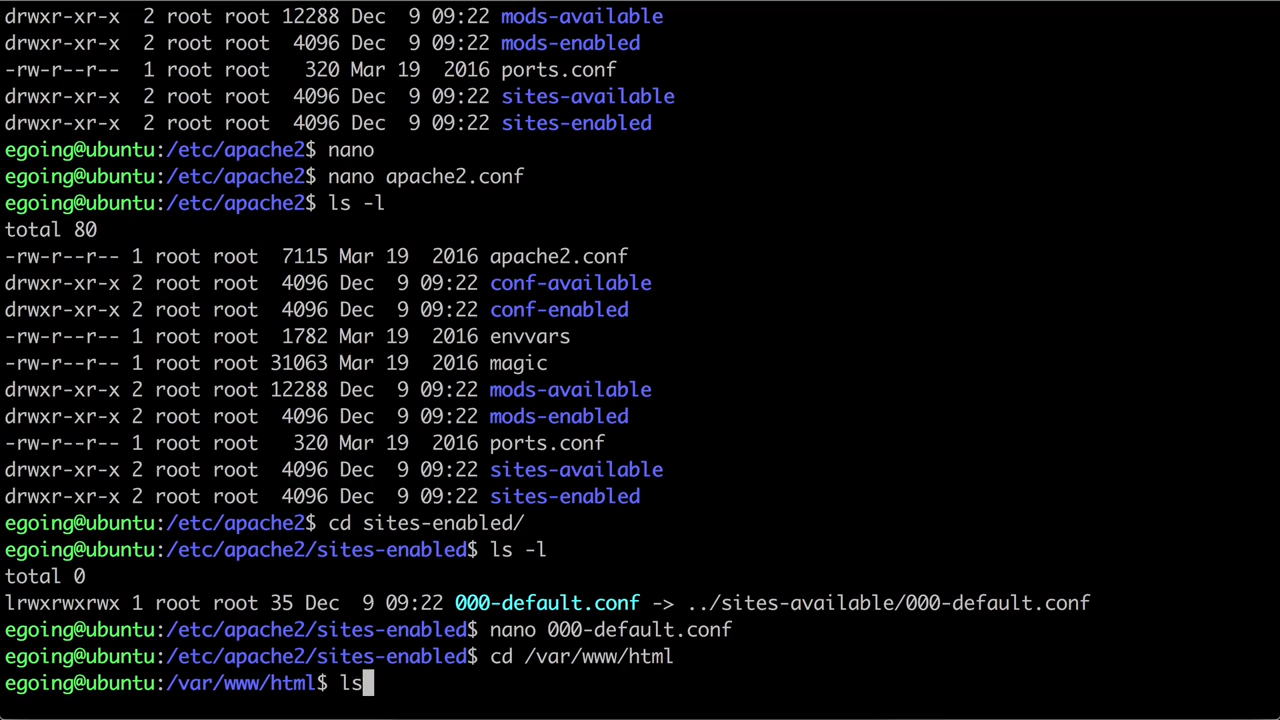 drwxr-xr-x  2 root root 12288 Dec  9 09:22 mods-available
drwxr-xr-x  2 root root  4096 Dec  9 09:22 mods-enabled
-rw-r--r--  1 root root   320 Mar 19  2016 ports.conf
drwxr-xr-x  2 root root  4096 Dec  9 09:22 sites-available
drwxr-xr-x  2 root root  4096 Dec  9 09:22 sites-enabled
egoing@ubuntu:/etc/apache2$ nano
egoing@ubuntu:/etc/apache2$ nano apache2.conf
egoing@ubuntu:/etc/apache2$ ls -l
total 80
-rw-r--r-- 1 root root  7115 Mar 19  2016 apache2.conf
drwxr-xr-x 2 root root  4096 Dec  9 09:22 conf-available
drwxr-xr-x 2 root root  4096 Dec  9 09:22 conf-enabled
-rw-r--r-- 1 root root  1782 Mar 19  2016 envvars
-rw-r--r-- 1 root root 31063 Mar 19  2016 magic
drwxr-xr-x 2 root root 12288 Dec  9 09:22 mods-available
drwxr-xr-x 2 root root  4096 Dec  9 09:22 mods-enabled
-rw-r--r-- 1 root root   320 Mar 19  2016 ports.conf
drwxr-xr-x 2 root root  4096 Dec  9 09:22 sites-available
drwxr-xr-x 2 root root  4096 Dec  9 09:22 sites-enabled
egoing@ubuntu:/etc/apache2$ cd sites-enabled/
egoing@ubuntu:/etc/apache2/sites-enabled$ ls -l
total 0
lrwxrwxrwx 1 root root 35 Dec  9 09:22 000-default.conf -> ../sites-available/000-default.conf
egoing@ubuntu:/etc/apache2/sites-enabled$ nano 000-default.conf
egoing@ubuntu:/etc/apache2/sites-enabled$ cd /var/www/html
egoing@ubuntu:/var/www/html$ ls